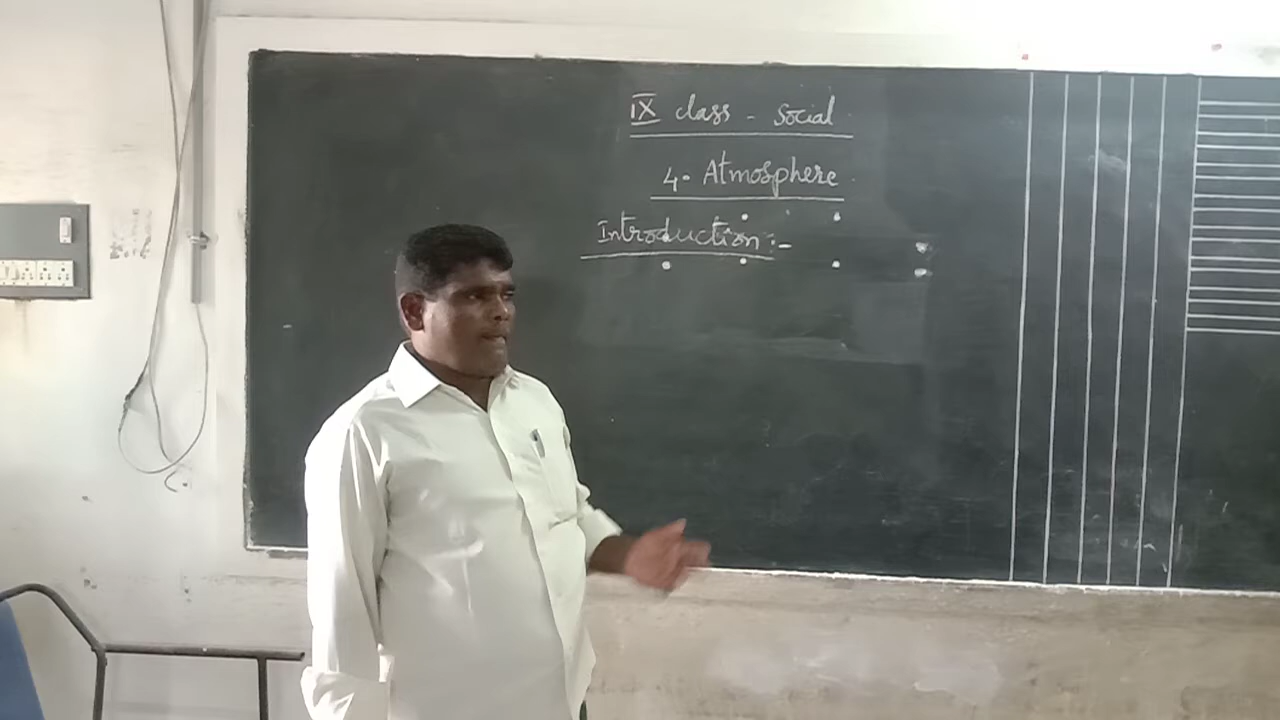 IX class - Social
4. Atmosphere
Introduction :-